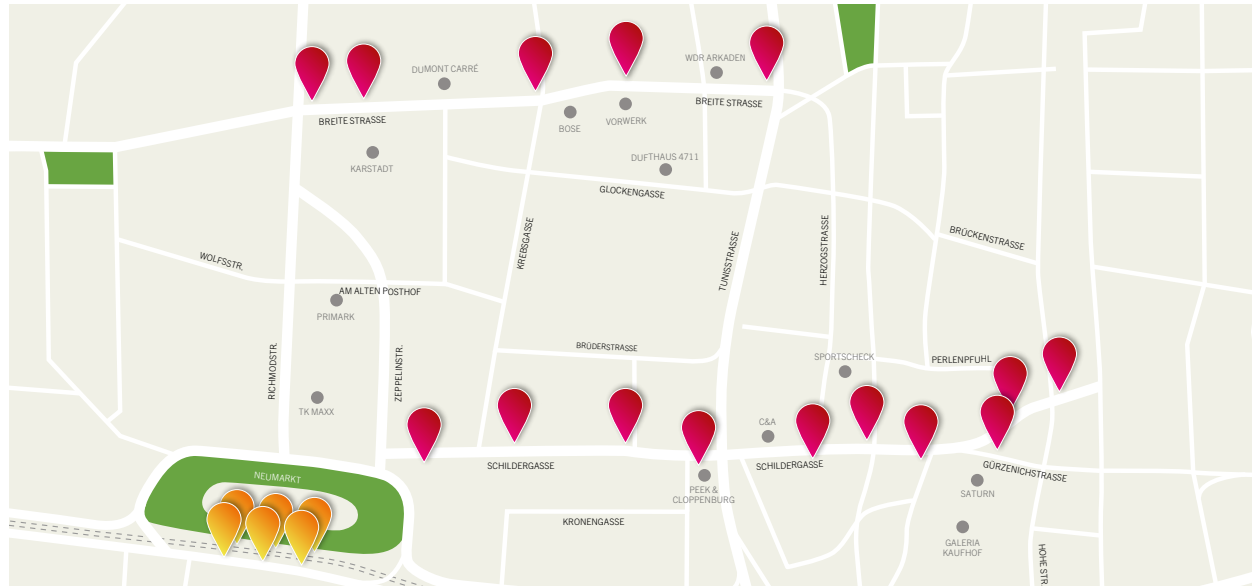 DUMONT CARRÉ
WDR ARKADEN
BREITE STRASSE
BREITE STRASSE
BOSE
VORWERK
KARSTADT
DUFTHAUS 4711
GLOCKENGASSE
KREBSGASSE
TUNISSTRASSE
HERZOGSTRASSE
BRÜCKENSTRASSE
WOLFSSTR.
AM ALTEN POSTHOF
PRIMARK
RICHMODSTR.
ZEPPELINSTR.
BRÜDERSTRASSE
SPORTSCHECK
PERLENPFUHL
TK MAXX
C&A
SCHILDERGASSE
SCHILDERGASSE
GÜRZENICHSTRASSE
NEUMARKT
PEEK &
CLOPPENBURG
SATURN
KRONENGASSE
GALERIA
KAUFHOF
HOHE STR.